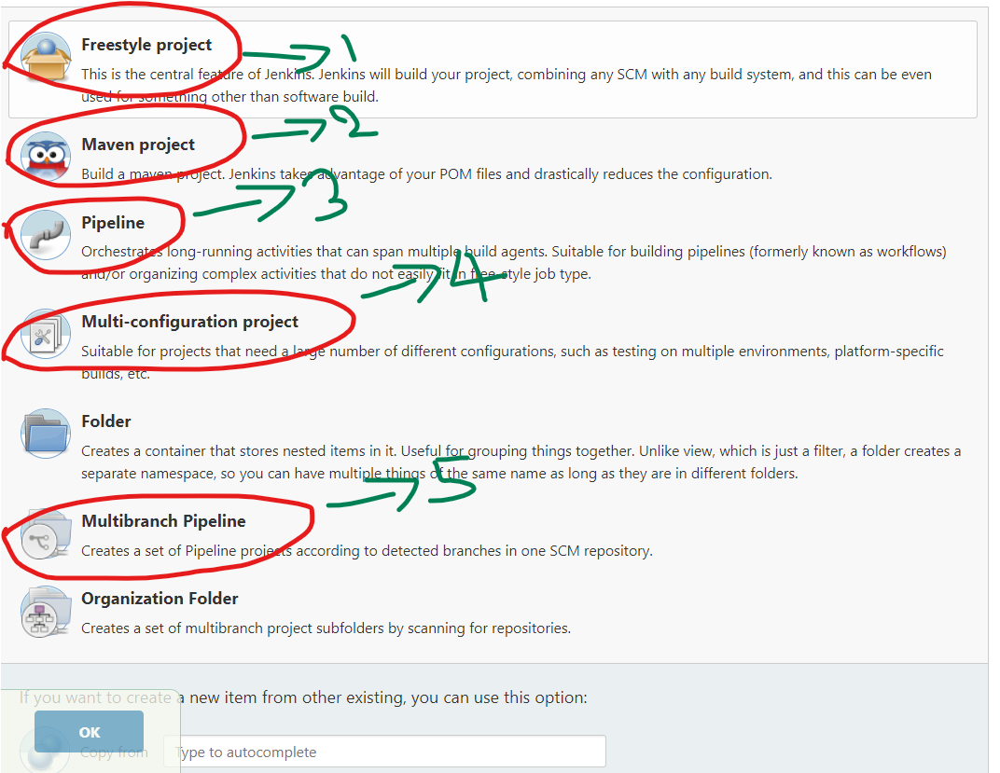 Freestyle project
1
This is the central feature of Jenkins. Jenkins will build your project, combining any SCM with any build system, and this can be even
used for something other than software build.
2
Maven project
Build a maven project. Jenkins takes advantage of your POM files and drastically reduces the configuration.
3
Pipeline
Orchestrates long-running activities that can span multiple build agents. Suitable for building pipelines (formerly known as workflows)
and/or organizing complex activities that do not easily fit in free-style job type.
4
Multi-configuration project
Suitable for projects that need a large number of different configurations, such as testing on multiple environments, platform-specific
builds, etc.
Folder
Creates a container that stores nested items in it. Useful for grouping things together. Unlike view, which is just a filter, a folder creates a
separate namespace, so you can have multiple things of the same name as long as they are in different folders.
5
Multibranch Pipeline
Creates a set of Pipeline projects according to detected branches in one SCM repository.
Organization Folder
Creates a set of multibranch project subfolders by scanning for repositories.
If you want to create a new item from other existing, you can use this option:
OK
Copy from
Type to autocomplete